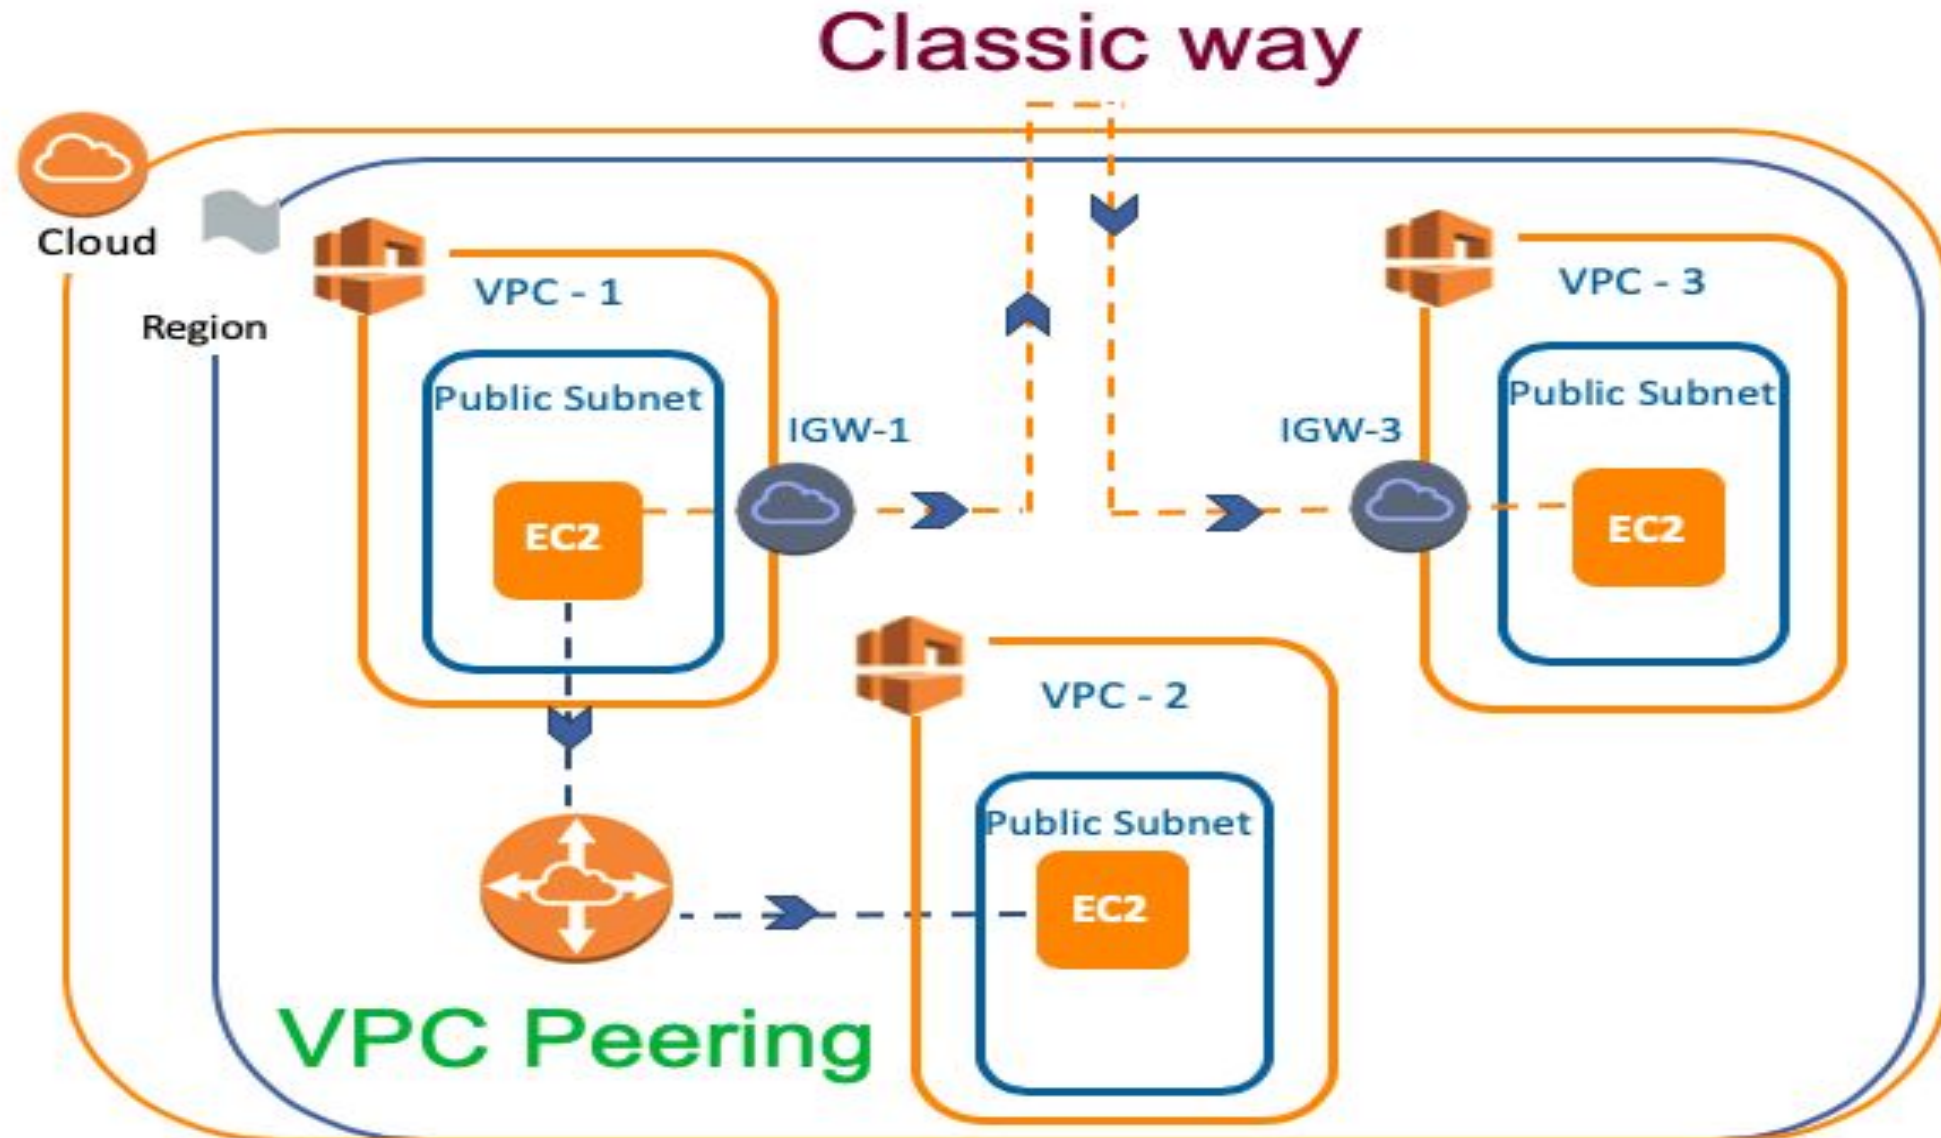 Classic way
Cloud
Region
VPC - 1
VPC - 3
Public Subnet
Public Subnet
IGW-1
IGW-3
EC2
EC2
VPC - 2
Public Subnet
EC2
VPC Peering